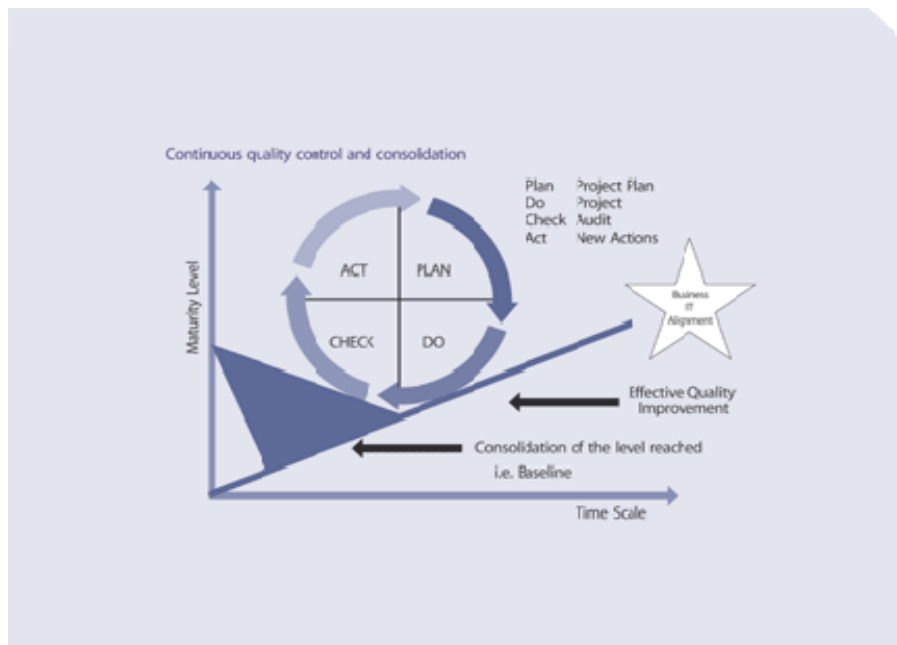 Continuous quality control and consolidation
Plan Project Plan
Do Project
Check Audit
Act New Actions
Maturity Level
ACT PLAN
CHECK DO
Business
IT
Alignment
Effective Quality
Improvement
Consolidation of the level reached
i.e. Baseline
Time Scale